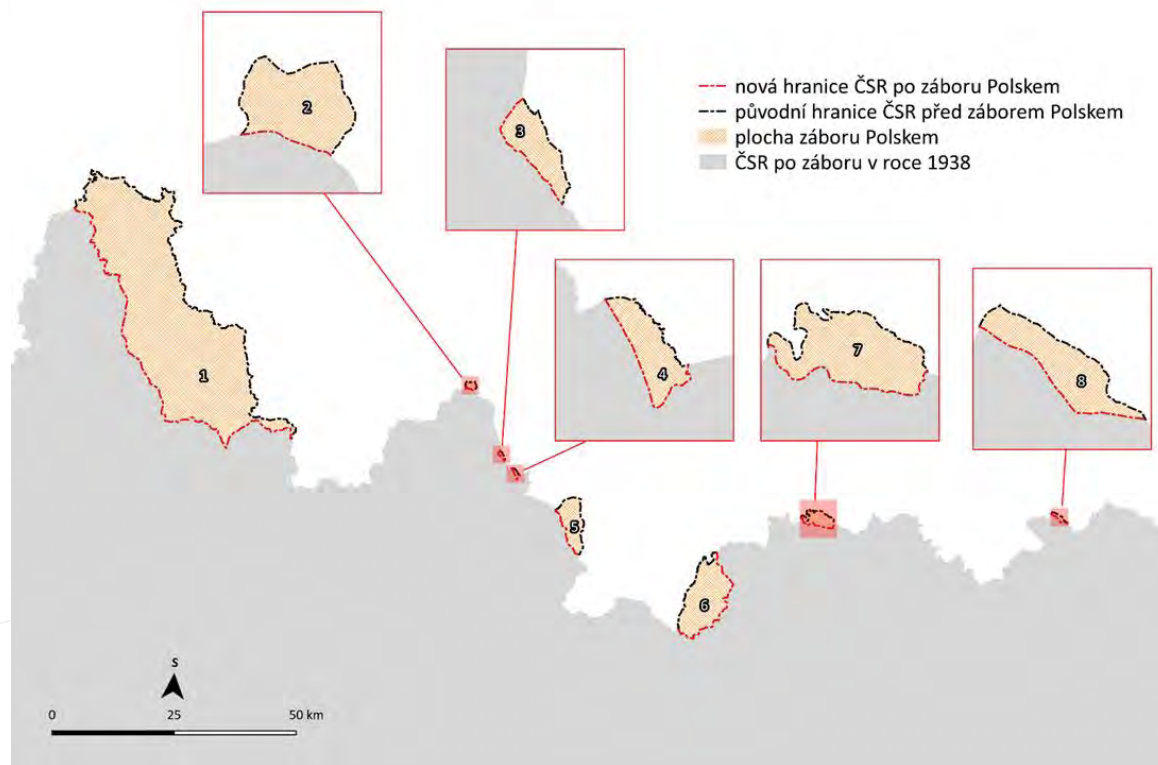 nová hranice ČSR po záboru Polskem
původní hranice ČSR před záborem Polskem
plocha záboru Polskem
ČSR po záboru v roce 1938
2
3
1
4
7
8
5
6
S
0 25 50 km